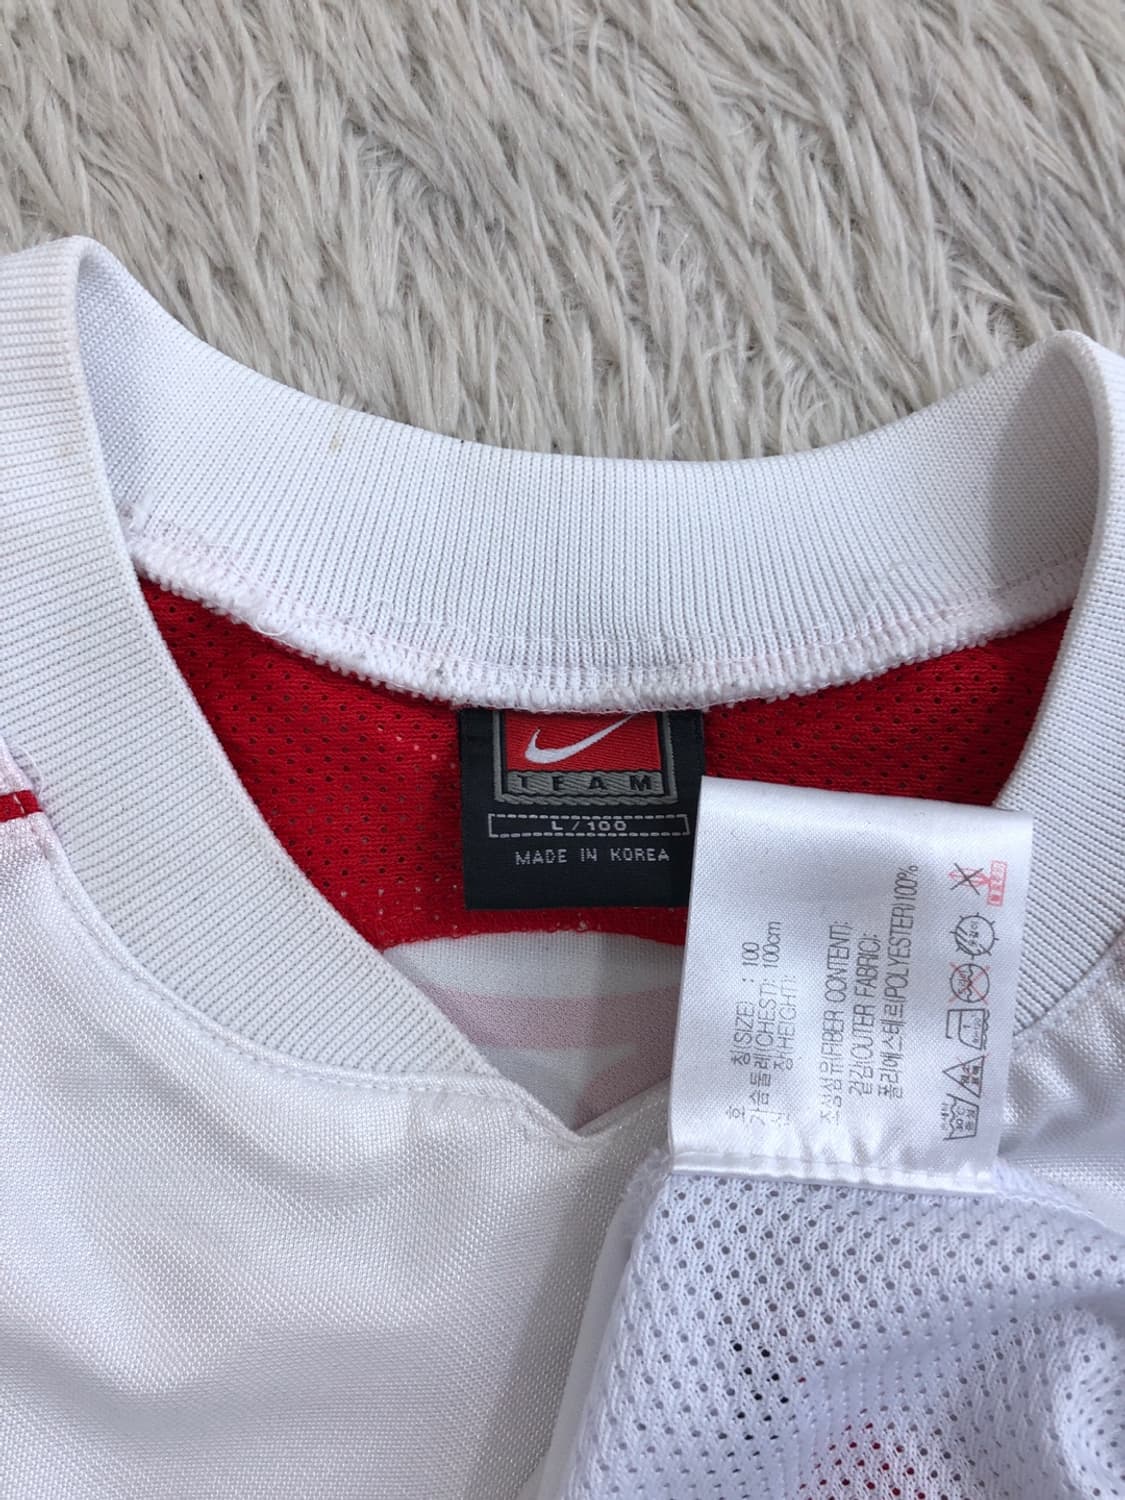 TEAM
L / 100
MADE IN KOREA
호 칭(SIZE) : 100
가슴둘레(CHEST): 100cm
신 장(HEIGHT):
조성섬유(FIBER CONTENT):
겉감(OUTER FABRIC):
폴리에스테르(POLYESTER)100%